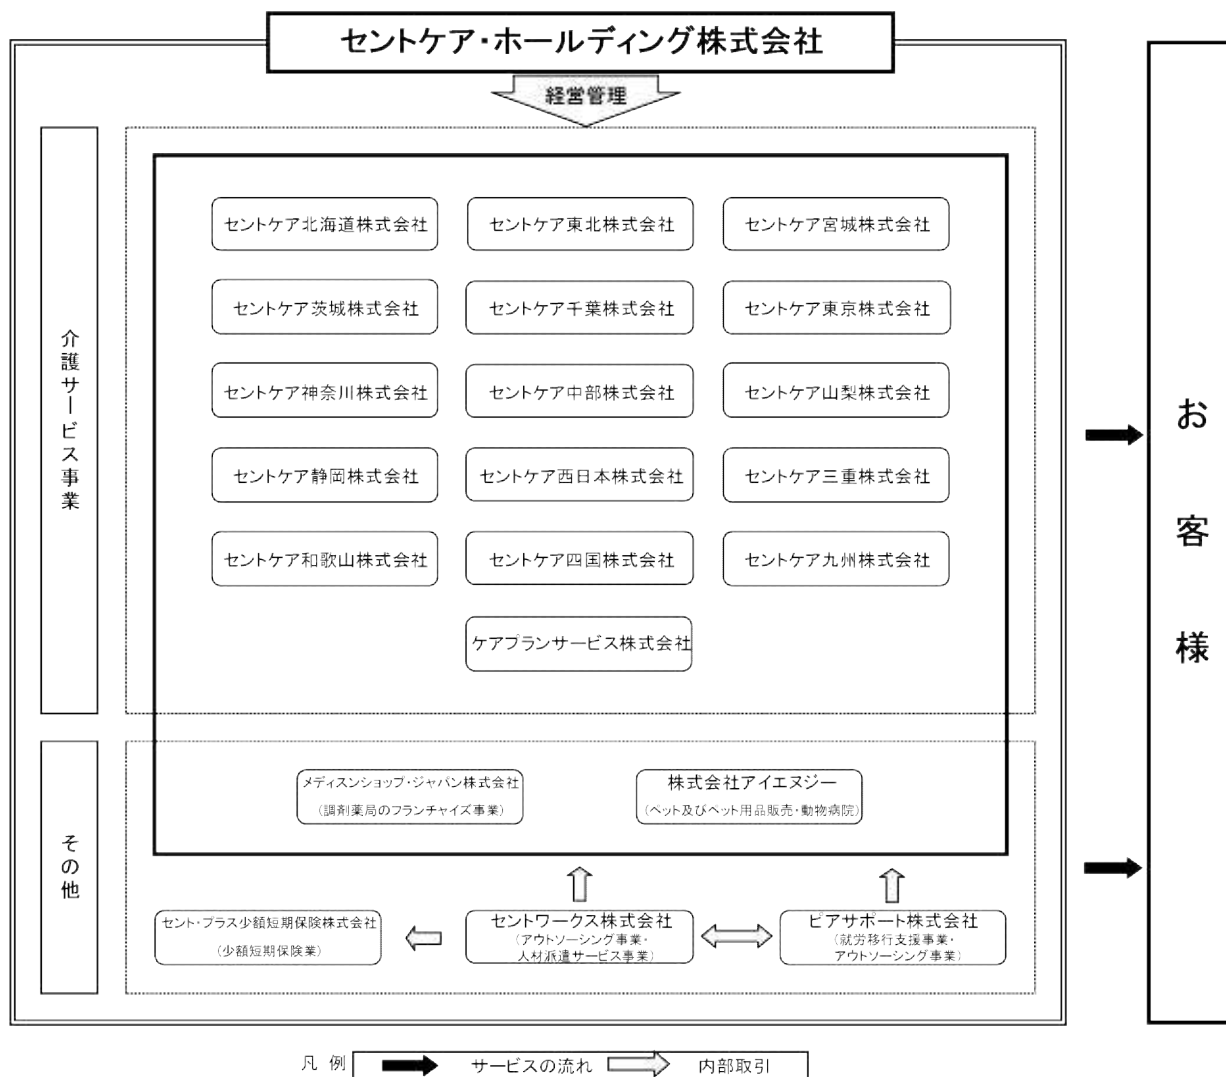 セントケア・ホールディング株式会社
経営管理
介護サービス事業
セントケア北海道株式会社
セントケア東北株式会社
セントケア宮城株式会社
セントケア茨城株式会社
セントケア千葉株式会社
セントケア東京株式会社
セントケア神奈川株式会社
セントケア中部株式会社
セントケア山梨株式会社
セントケア静岡株式会社
セントケア西日本株式会社
セントケア三重株式会社
セントケア和歌山株式会社
セントケア四国株式会社
セントケア九州株式会社
ケアプランサービス株式会社
その他
メディスンショップ・ジャパン株式会社
(調剤薬局のフランチャイズ事業)
株式会社アイエヌジー
(ペット及びペット用品販売・動物病院)
セント・プラス少額短期保険株式会社
(少額短期保険業)
セントワークス株式会社
(アウトソーシング事業・
人材派遣サービス事業)
ピアサポート株式会社
(就労移行支援事業・
アウトソーシング事業)
お客様
凡 例
サービスの流れ
内部取引